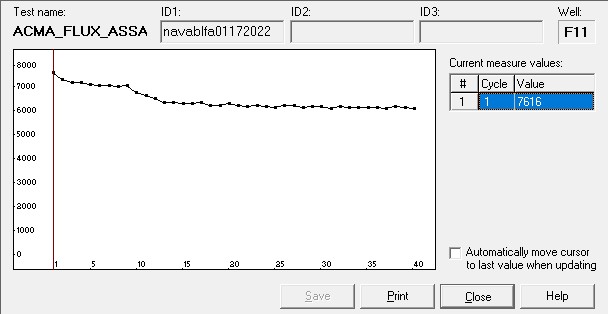 Test name: ID1: ID2: ID3: Well:
ACMA_FLUX_ASSA navablfa01172022 F11
Current measure values:
# Cycle Value
1 1 7616
8000
7000
6000
5000
4000
3000
2000
1000
0
1 5 10 15 20 25 30 35 40
Automatically move cursor
to last value when updating
Save Print Close Help